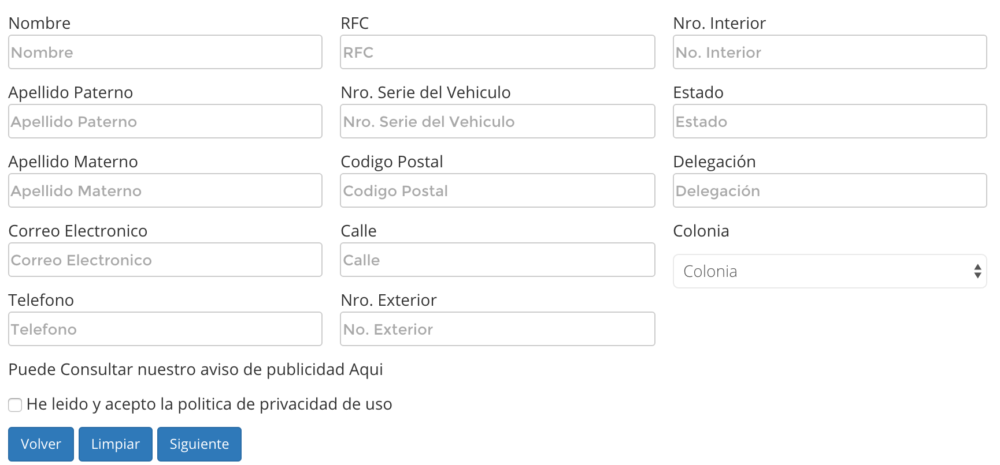 Nombre
Nombre
Apellido Paterno
Apellido Paterno
Apellido Materno
Apellido Materno
Correo Electronico
Correo Electronico
Telefono
Telefono
RFC
RFC
Nro. Serie del Vehiculo
Nro. Serie del Vehiculo
Codigo Postal
Codigo Postal
Calle
Calle
Nro. Exterior
No. Exterior
Nro. Interior
No. Interior
Estado
Estado
Delegación
Delegación
Colonia
Colonia
Puede Consultar nuestro aviso de publicidad Aqui
He leido y acepto la politica de privacidad de uso
Volver
Limpiar
Siguiente